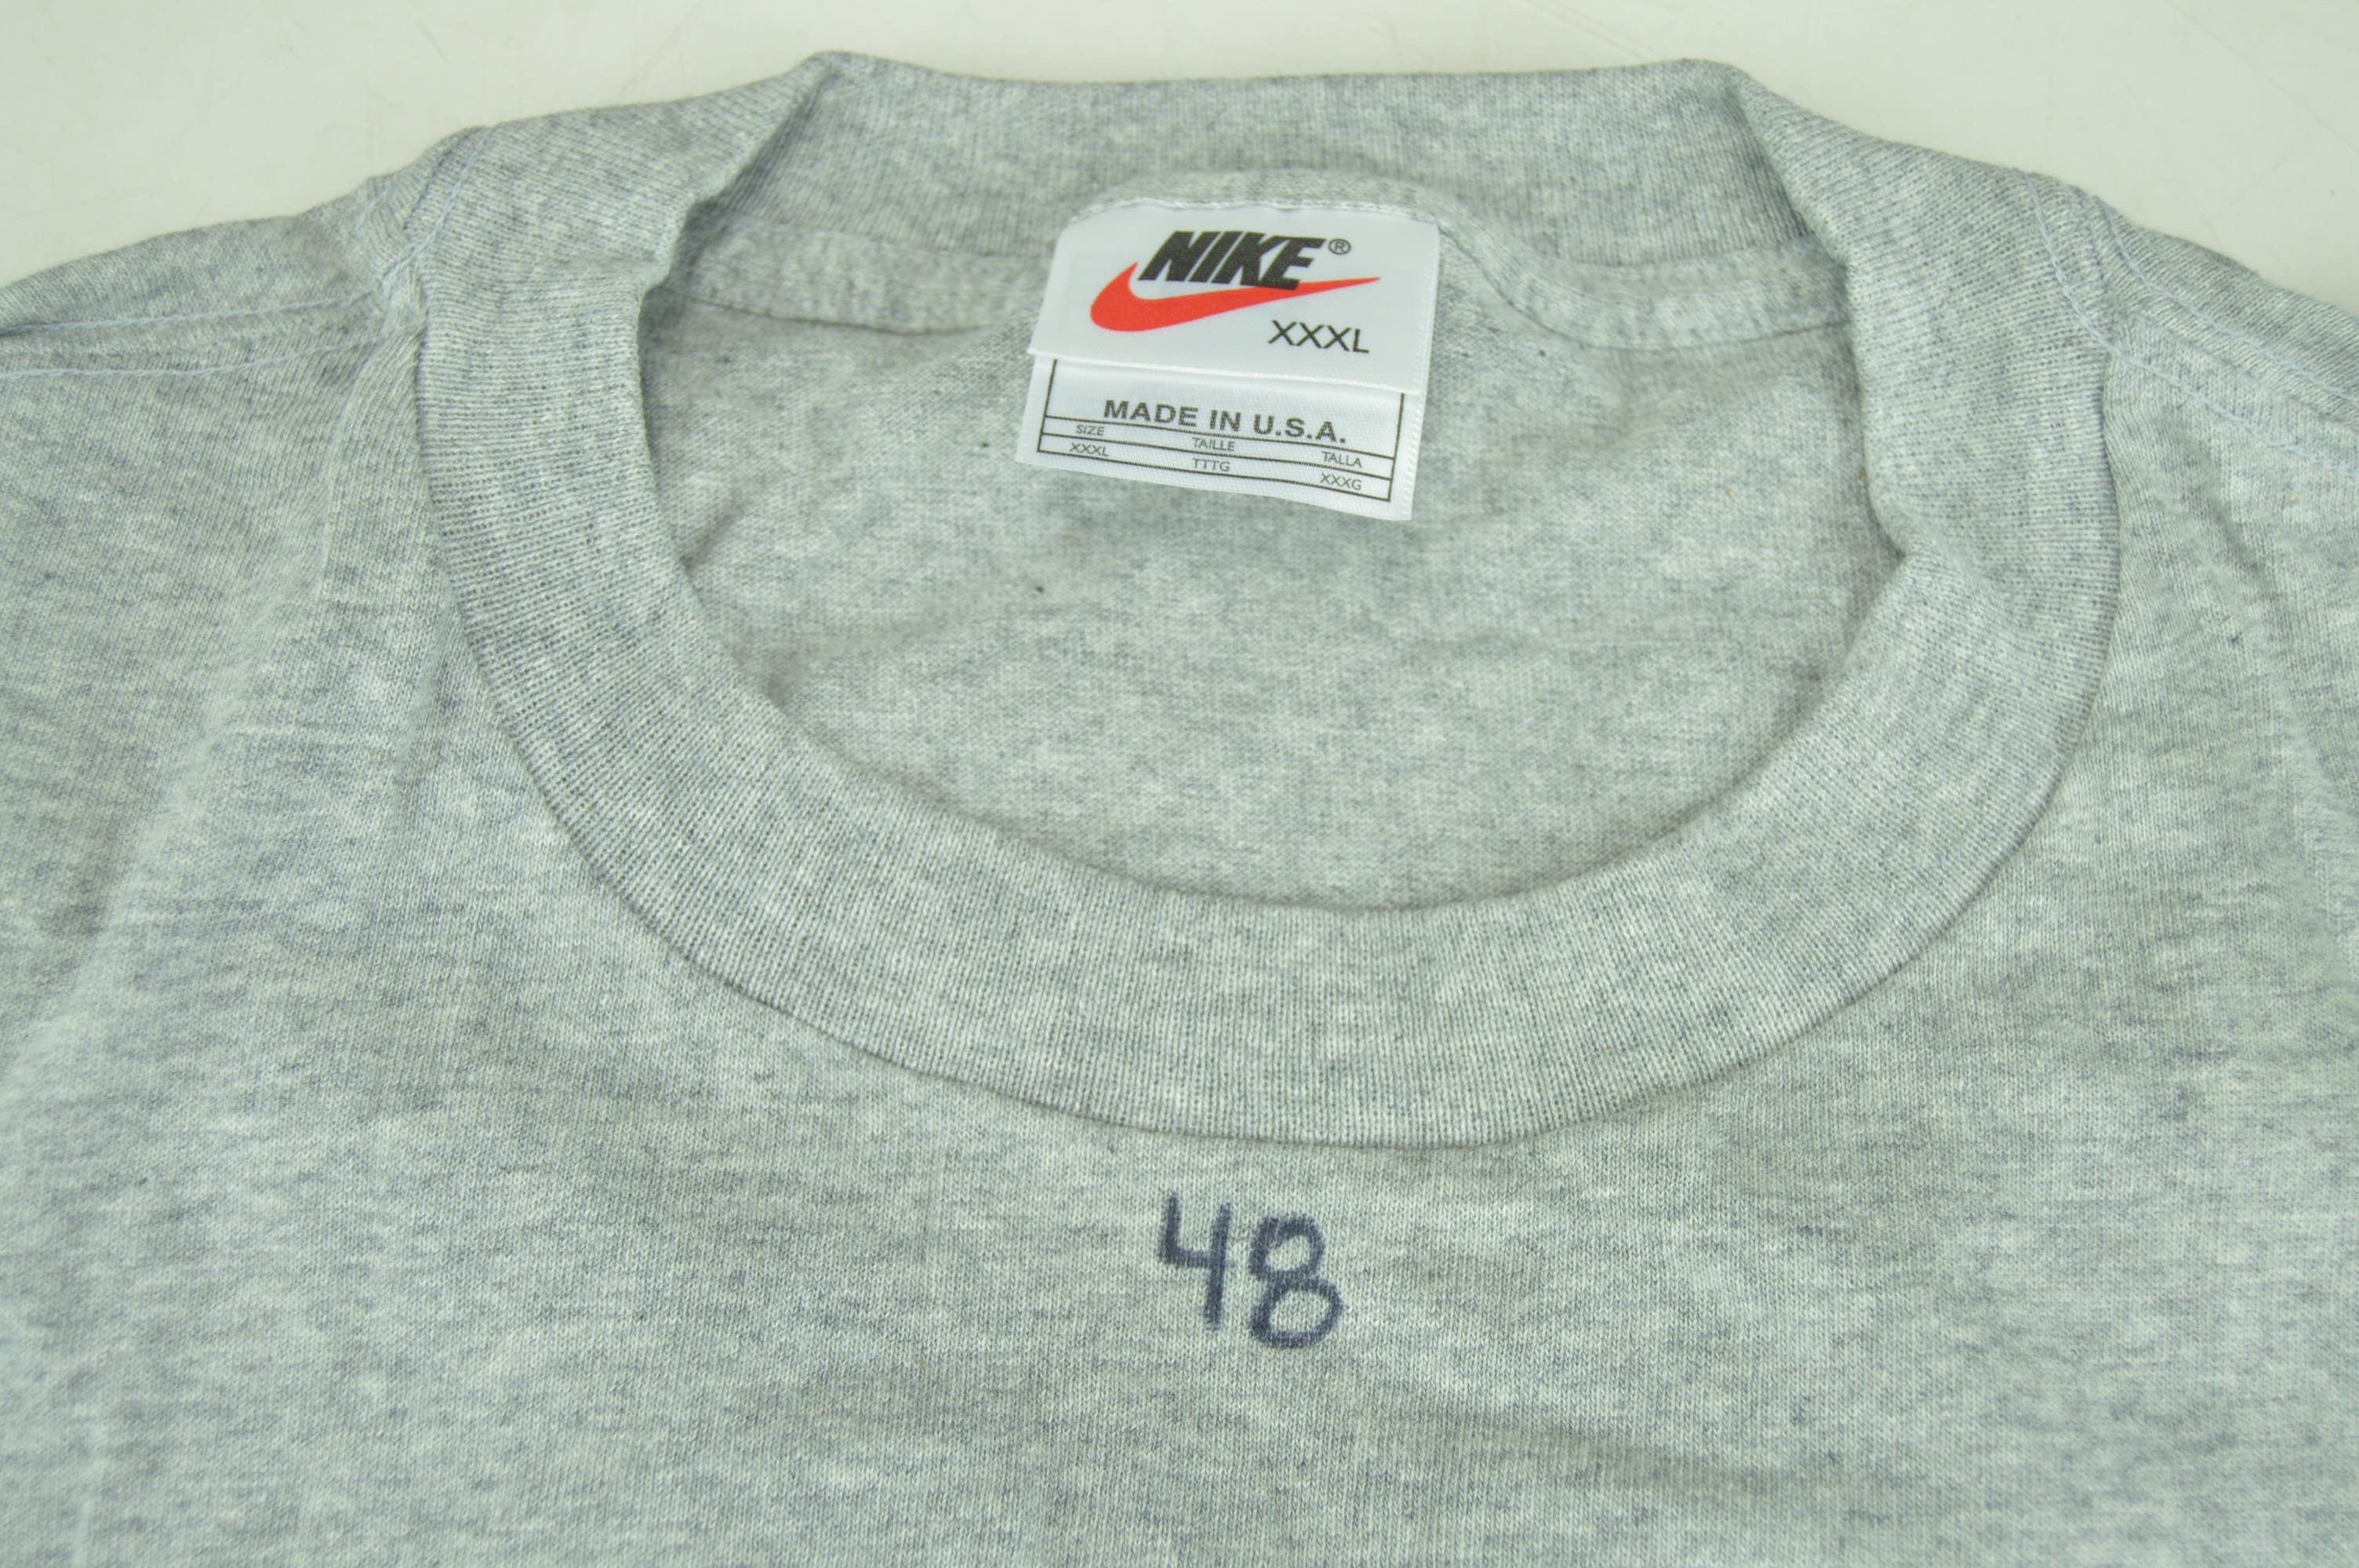 NIKE®
XXXL
MADE IN U.S.A.
SIZE TAILLE TALLA
XXXL TTTG XXXG
48